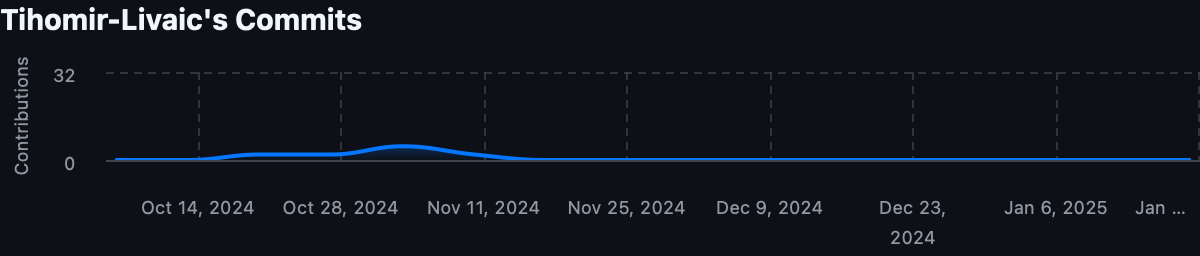 Tihomir-Livaic's Commits
Contributions
32
0
Oct 14, 2024 Oct 28, 2024 Nov 11, 2024 Nov 25, 2024 Dec 9, 2024 Dec 23, Jan 6, 2025 Jan ...
2024